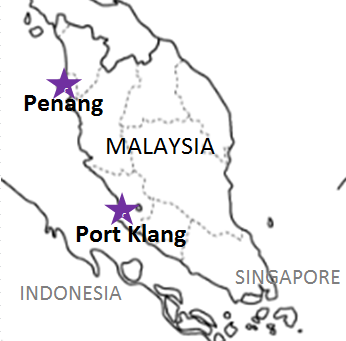 Penang
MALAYSIA
Port Klang
SINGAPORE
INDONESIA